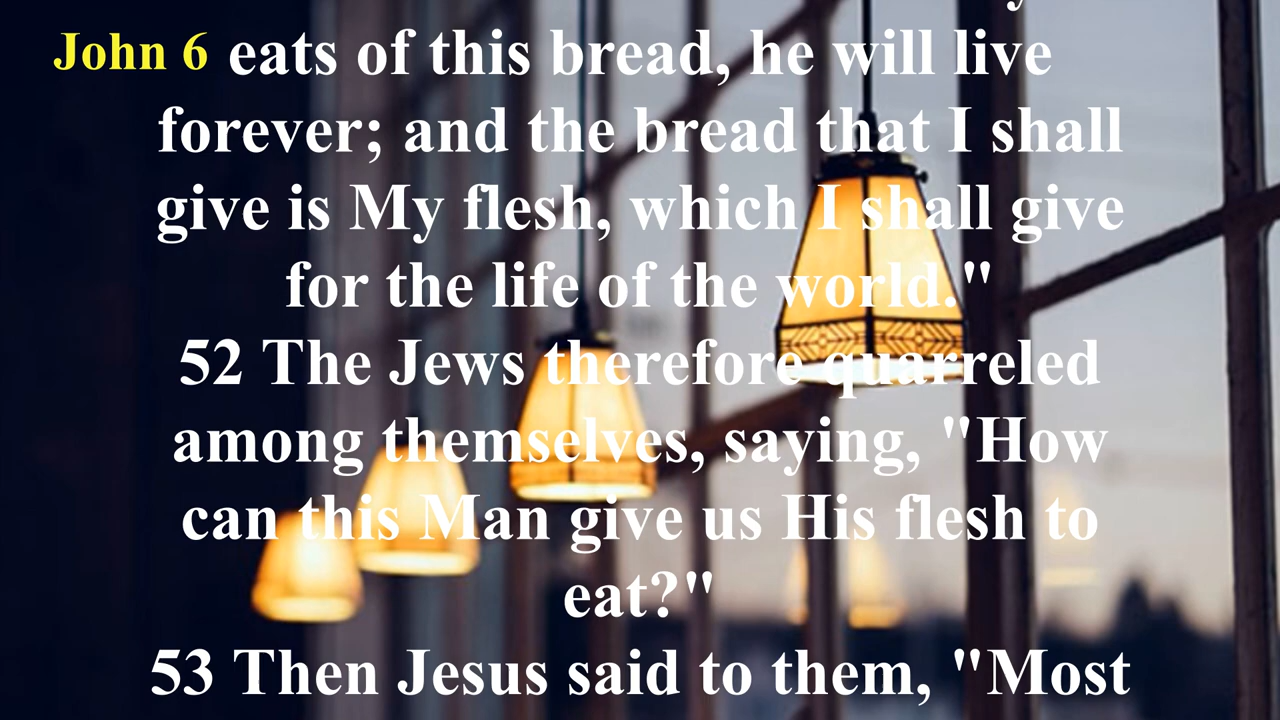 John 6 eats of this bread, he will live
forever; and the bread that I shall
give is My flesh, which I shall give
for the life of the world."
52 The Jews therefore quarreled
among themselves, saying, "How
can this Man give us His flesh to
eat?"
53 Then Jesus said to them, "Most